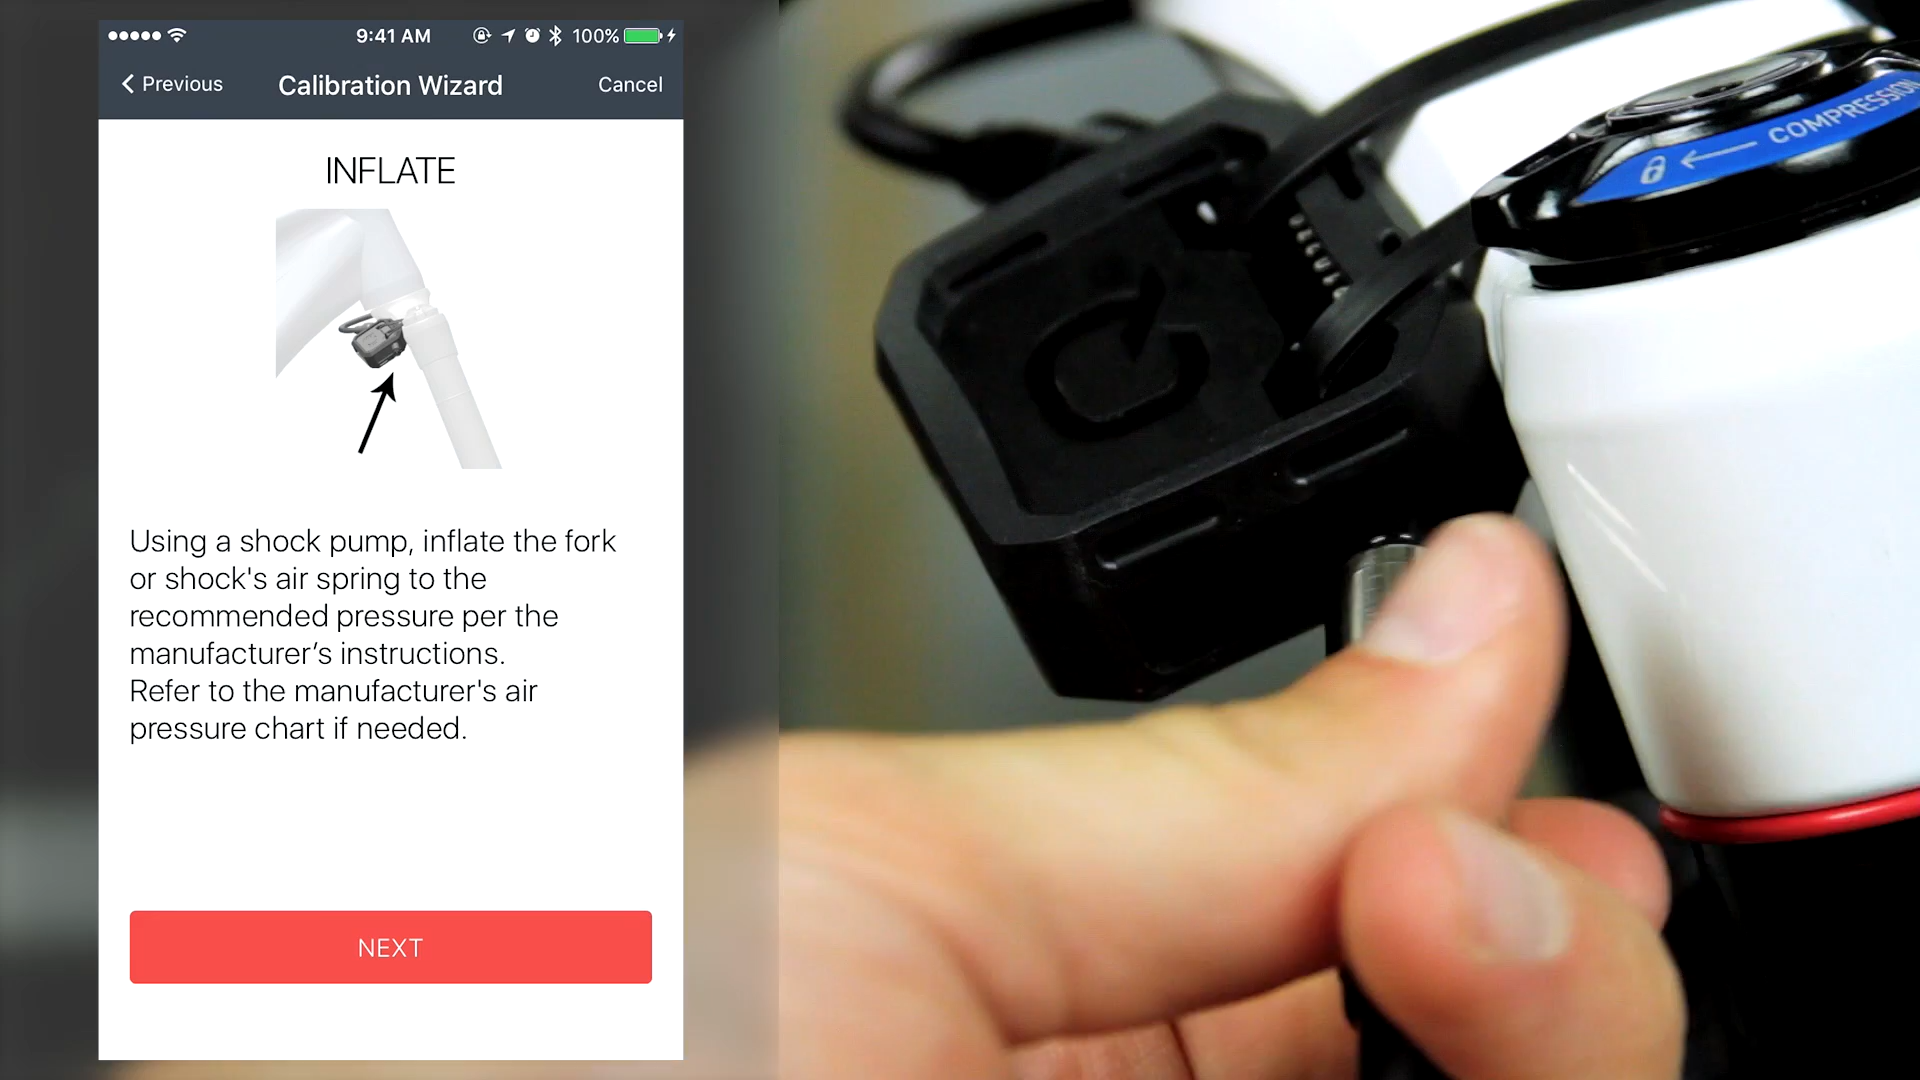 9:41 AM
100%
Previous
Calibration Wizard
Cancel
INFLATE
Using a shock pump, inflate the fork
or shock's air spring to the
recommended pressure per the
manufacturer’s instructions.
Refer to the manufacturer's air
pressure chart if needed.
NEXT
COMPRESSION